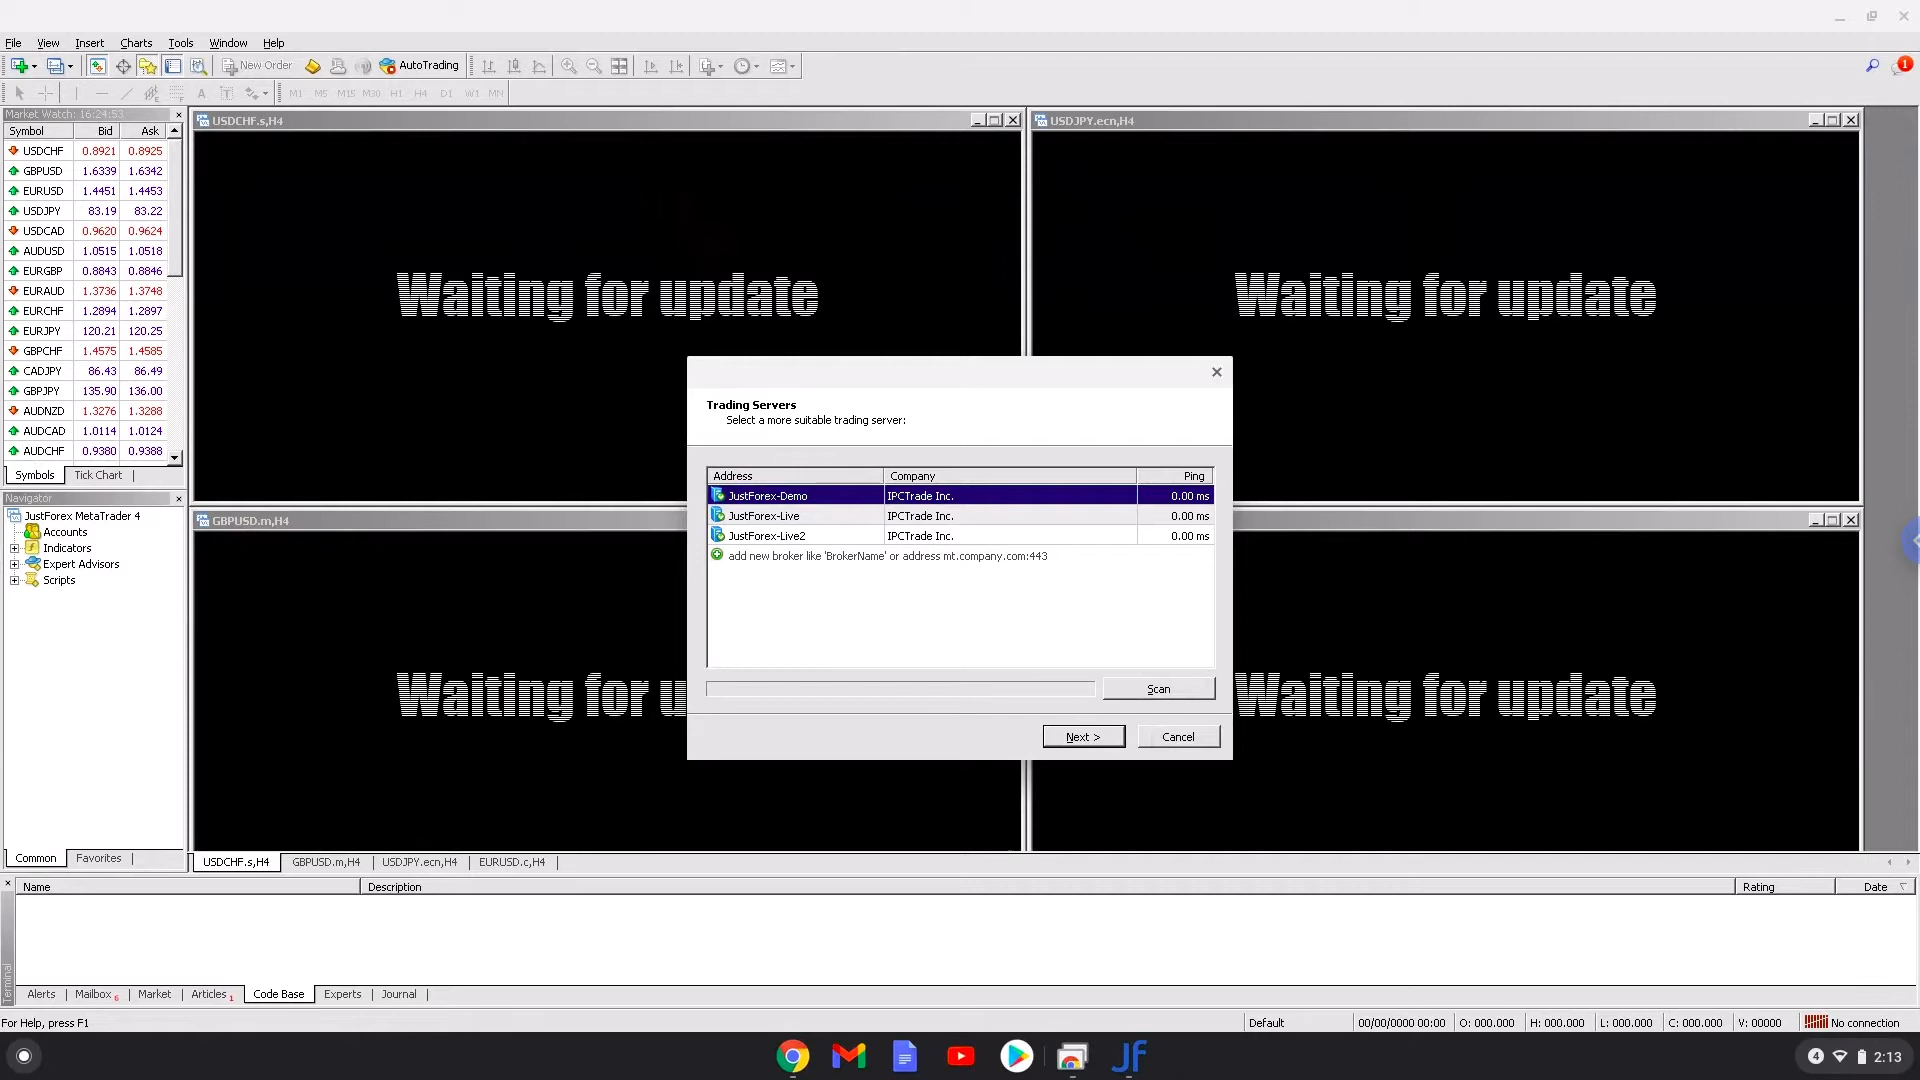 File View Insert Charts Tools Window Help
New Order AutoTrading 1
A T M1 M5 M15 M30 H1 H4 D1 W1 MN
Market Watch: 16:24:53
Symbol Bid Ask
USDCHF 0.8921 0.8925
GBPUSD 1.6339 1.6342
EURUSD 1.4451 1.4453
USDJPY 83.19 83.22
USDCAD 0.9620 0.9624
AUDUSD 1.0515 1.0518
EURGBP 0.8843 0.8846
EURAUD 1.3736 1.3748
EURCHF 1.2894 1.2897
EURJPY 120.21 120.25
GBPCHF 1.4575 1.4585
CADJPY 86.43 86.49
GBPJPY 135.90 136.00
AUDNZD 1.3276 1.3288
AUDCAD 1.0114 1.0124
AUDCHF 0.9380 0.9388
Symbols Tick Chart
Navigator
JustForex MetaTrader 4
Accounts
Indicators
Expert Advisors
Scripts
Common Favorites
USDCHF.s,H4
Waiting for update
USDJPY.ecn,H4
Waiting for update
GBPUSD.m,H4
Waiting for u
Waiting for update
Trading Servers
Select a more suitable trading server:
Address Company Ping
JustForex-Demo IPCTrade Inc. 0.00 ms
JustForex-Live IPCTrade Inc. 0.00 ms
JustForex-Live2 IPCTrade Inc. 0.00 ms
add new broker like 'BrokerName' or address mt.company.com:443
Scan
Next > Cancel
USDCHF.s,H4 GBPUSD.m,H4 USDJPY.ecn,H4 EURUSD.c,H4
Name Description Rating Date
Terminal
Alerts Mailbox 6 Market Articles 1 Code Base Experts Journal
For Help, press F1 Default 00/00/0000 00:00 O: 000.000 H: 000.000 L: 000.000 C: 000.000 V: 00000 No connection
JF 4 2:13